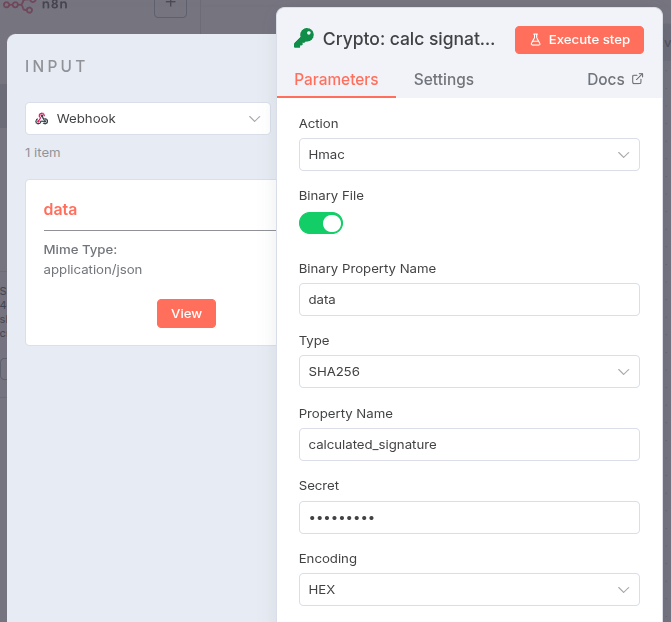 n8n
+
INPUT
Webhook
1 item
data
Mime Type:
application/json
View
Crypto: calc signat...
Execute step
Parameters
Settings
Docs
Action
Hmac
Binary File
Binary Property Name
data
Type
SHA256
Property Name
calculated_signature
Secret
•••••••••
Encoding
HEX